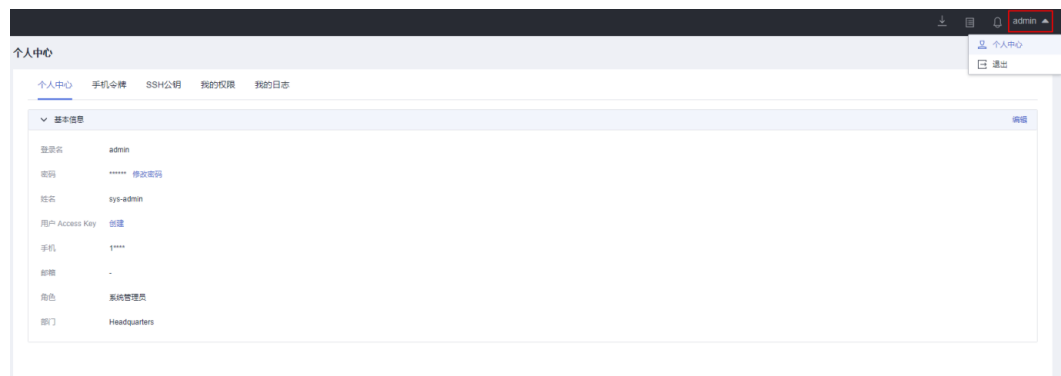 admin
个人中心
退出
个人中心
个人中心 手机令牌 SSH公钥 我的权限 我的日志
基本信息 编辑
登录名 admin
密码 ****** 修改密码
姓名 sys-admin
用户 Access Key 创建
手机 1****
邮箱 -
角色 系统管理员
部门 Headquarters